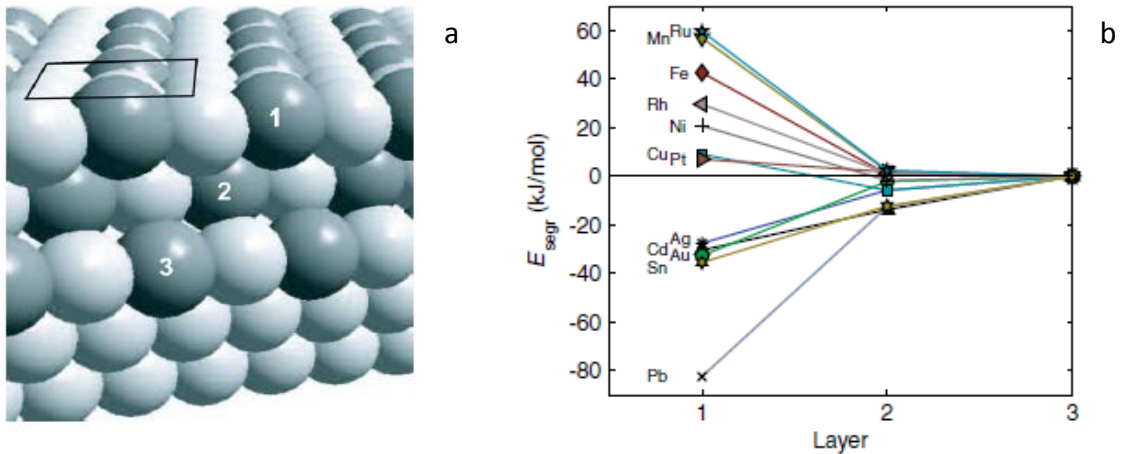 a
1
2
3
b
60
40
20
0
-20
-40
-60
-80
E segr (kJ/mol)
Mn Ru
Fe
Rh
Ni
Cu Pt
Ag
Cd Au
Sn
Pb
1 2 3
Layer